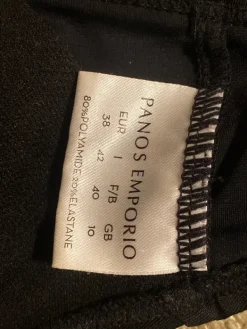 PANOS EMPORIO
EUR I F/B GB
38 42 40 10
80%POLYAMIDE 20%ELASTANE